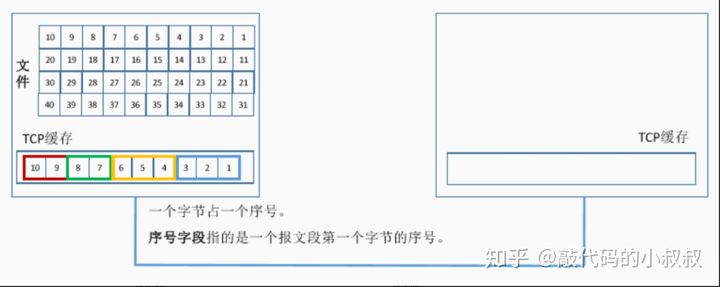 10 9 8 7 6 5 4 3 2 1
文件
20 19 18 17 16 15 14 13 12 11
30 29 28 27 26 25 24 23 22 21
40 39 38 37 36 35 34 33 32 31
TCP缓存
10 9 8 7 6 5 4 3 2 1
TCP缓存
一个字节占一个序号。
序号字段指的是一个报文段第一个字节的序号。
知乎 @敲代码的小叔叔